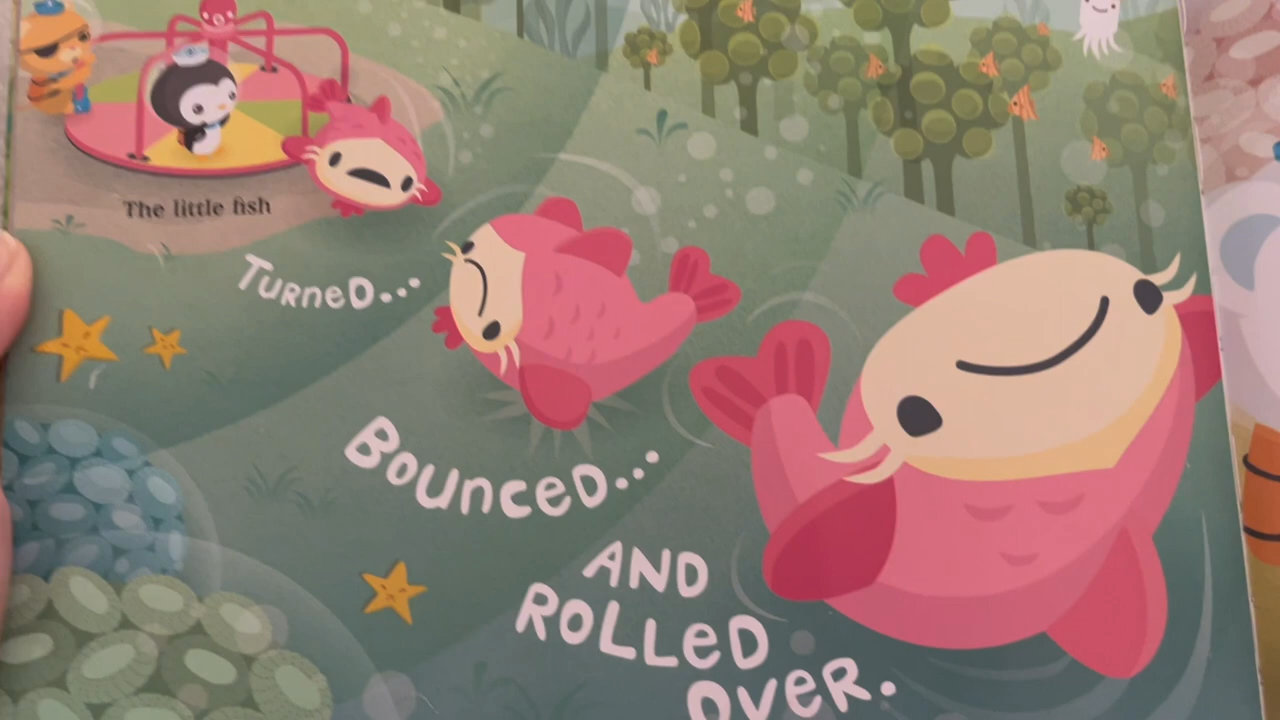 The little fish
TURNED...
BOUNCED...
AND
ROLLED
OVER.